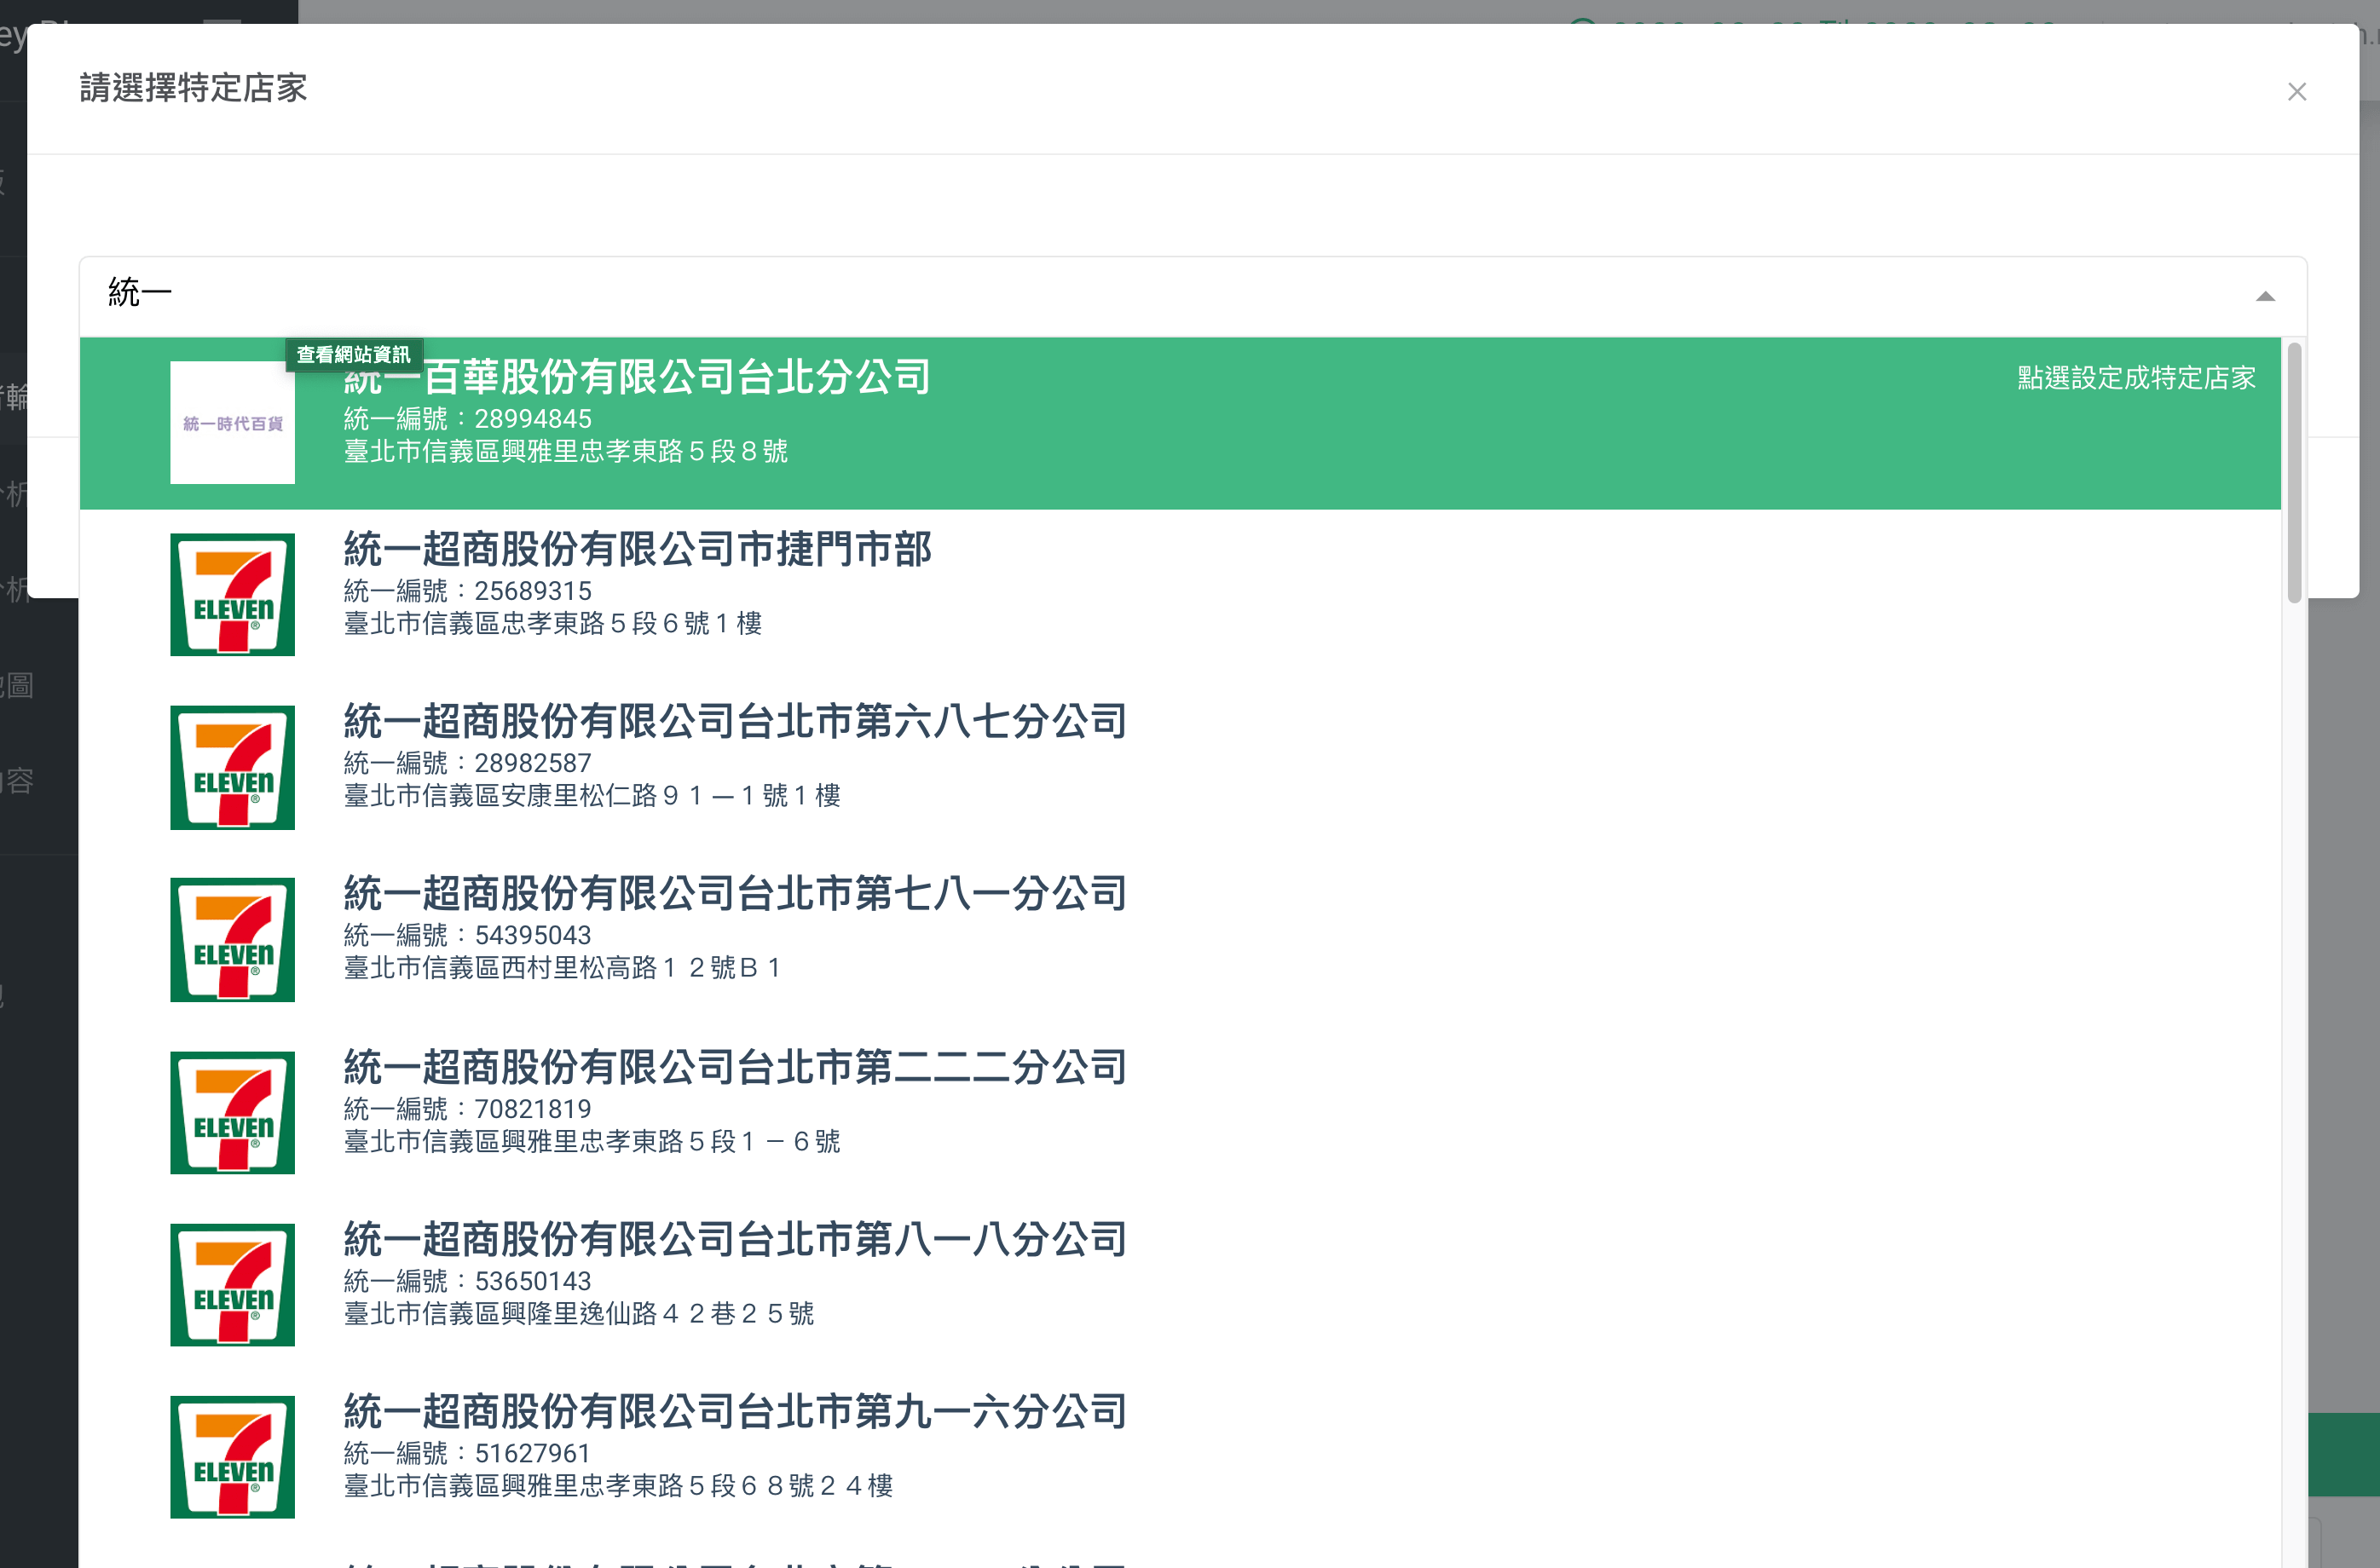 請選擇特定店家
統一
查看網站資訊
統一百華股份有限公司台北分公司
點選設定成特定店家
統一時代百貨
統一編號：28994845
臺北市信義區興雅里忠孝東路５段８號
統一超商股份有限公司市捷門市部
7
ELEVEn
®
統一編號：25689315
臺北市信義區忠孝東路５段６號１樓
統一超商股份有限公司台北市第六八七分公司
7
ELEVEn
®
統一編號：28982587
臺北市信義區安康里松仁路９１—１號１樓
統一超商股份有限公司台北市第七八一分公司
7
ELEVEn
®
統一編號：54395043
臺北市信義區西村里松高路１２號Ｂ１
統一超商股份有限公司台北市第二二二分公司
7
ELEVEn
®
統一編號：70821819
臺北市信義區興雅里忠孝東路５段１－６號
統一超商股份有限公司台北市第八一八分公司
7
ELEVEn
®
統一編號：53650143
臺北市信義區興隆里逸仙路４２巷２５號
統一超商股份有限公司台北市第九一六分公司
7
ELEVEn
®
統一編號：51627961
臺北市信義區興雅里忠孝東路５段６８號２４樓
分析
分析
地圖
內容